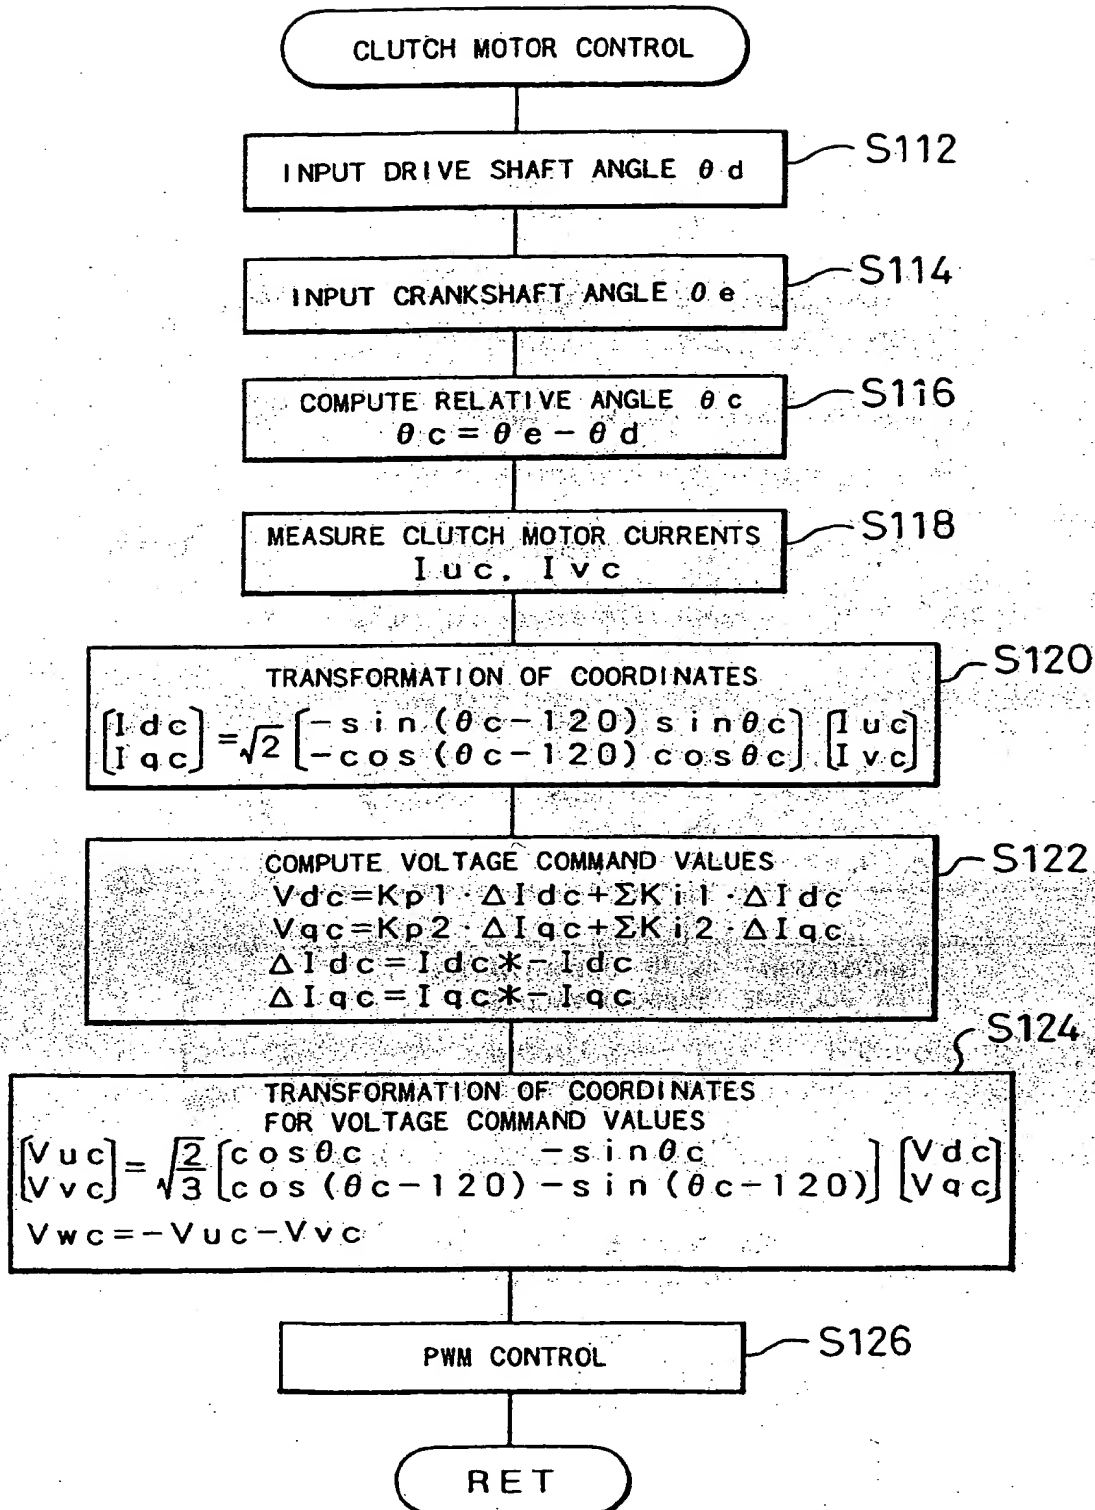 CLUTCH MOTOR CONTROL
INPUT DRIVE SHAFT ANGLE θd
S112
INPUT CRANKSHAFT ANGLE θe
S114
COMPUTE RELATIVE ANGLE θc
θc=θe-θd
S116
MEASURE CLUTCH MOTOR CURRENTS
Iuc, Ivc
S118
TRANSFORMATION OF COORDINATES
S120
[Idc] = √2 [-sin(θc-120) sinθc] [Iuc]
[Iqc] [-cos(θc-120) cosθc] [Ivc]
COMPUTE VOLTAGE COMMAND VALUES
S122
Vdc=Kp1·ΔIdc+ΣKi1·ΔIdc
Vqc=Kp2·ΔIqc+ΣKi2·ΔIqc
ΔIdc=Idc*-Idc
ΔIqc=Iqc*-Iqc
S124
TRANSFORMATION OF COORDINATES
FOR VOLTAGE COMMAND VALUES
[Vuc] = √2/3 [cosθc -sinθc] [Vdc]
[Vvc] [cos(θc-120) -sin(θc-120)] [Vqc]
Vwc=-Vuc-Vvc
PWM CONTROL
S126
RET